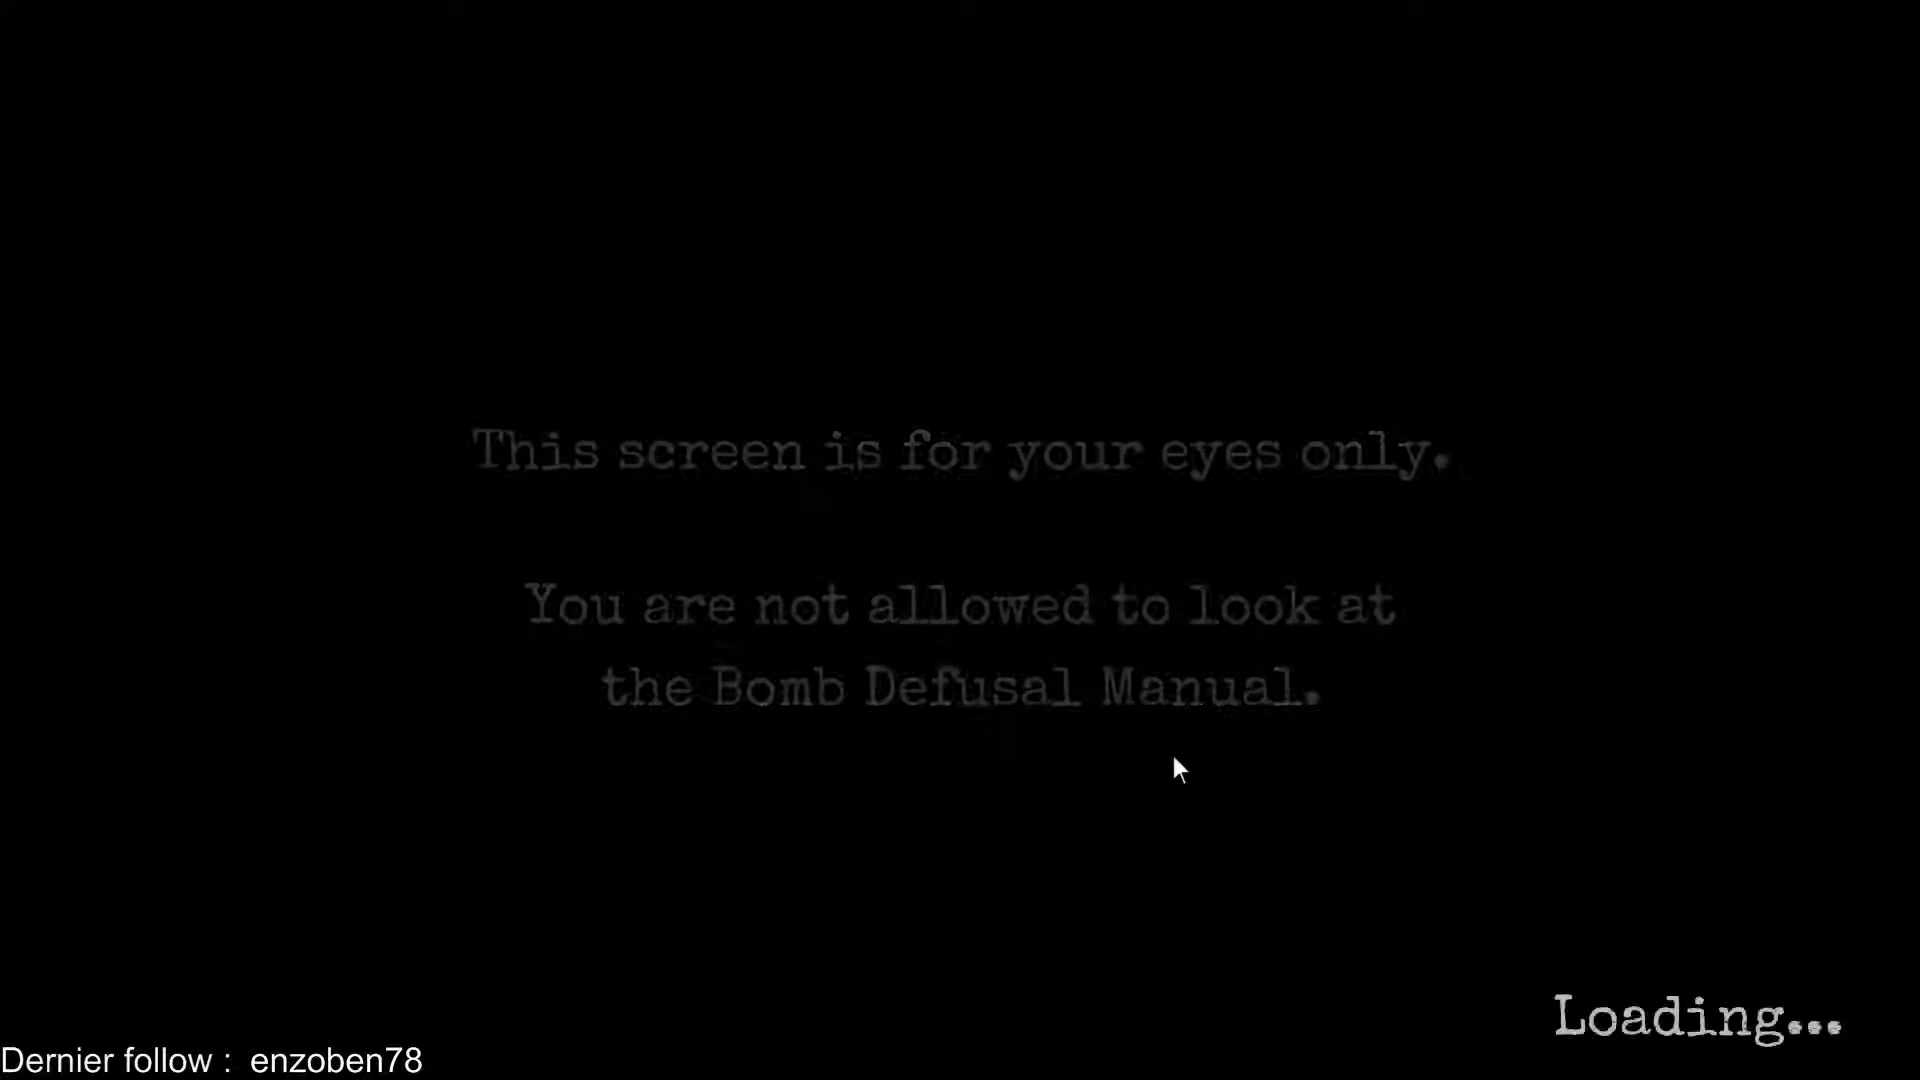 This screen is for your eyes only.
You are not allowed to look at
the Bomb Defusal Manual.
Loading...
Dernier follow : enzoben78